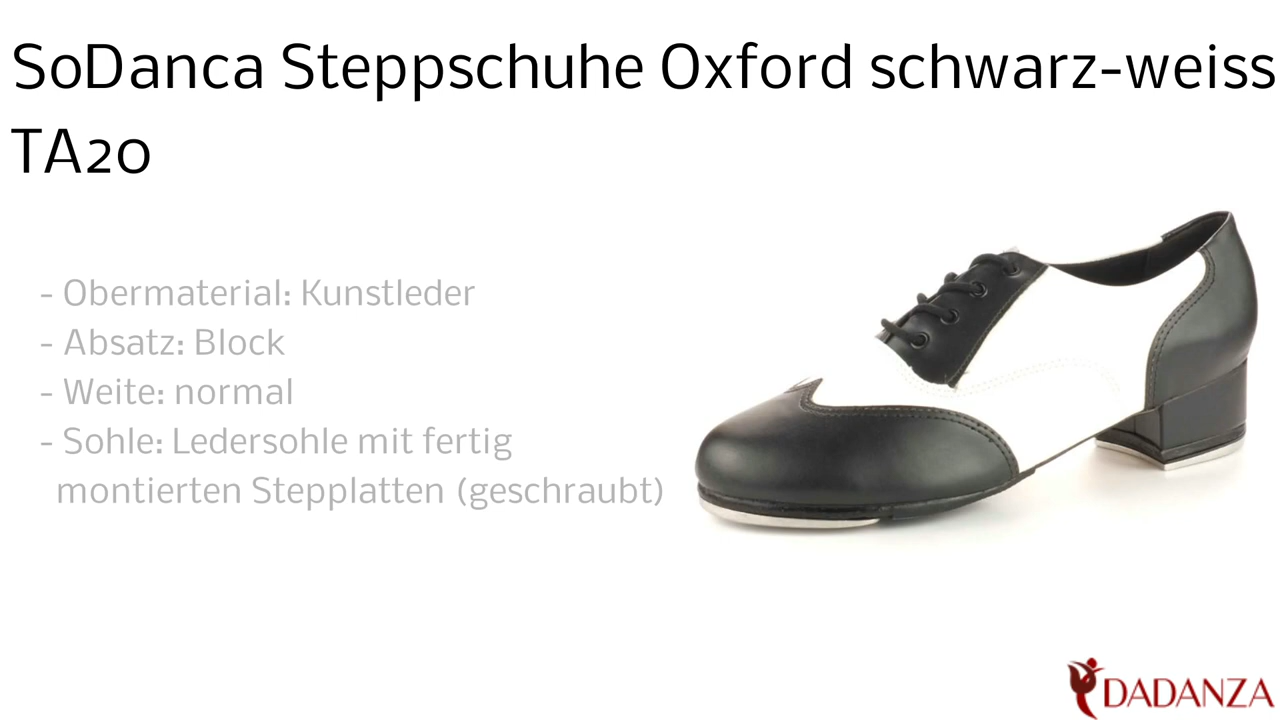 SoDanca Steppschuhe Oxford schwarz-weiss
TA20
- Obermaterial: Kunstleder
- Absatz: Block
- Weite: normal
- Sohle: Ledersohle mit fertig
montierten Stepplatten (geschraubt)
DADANZA